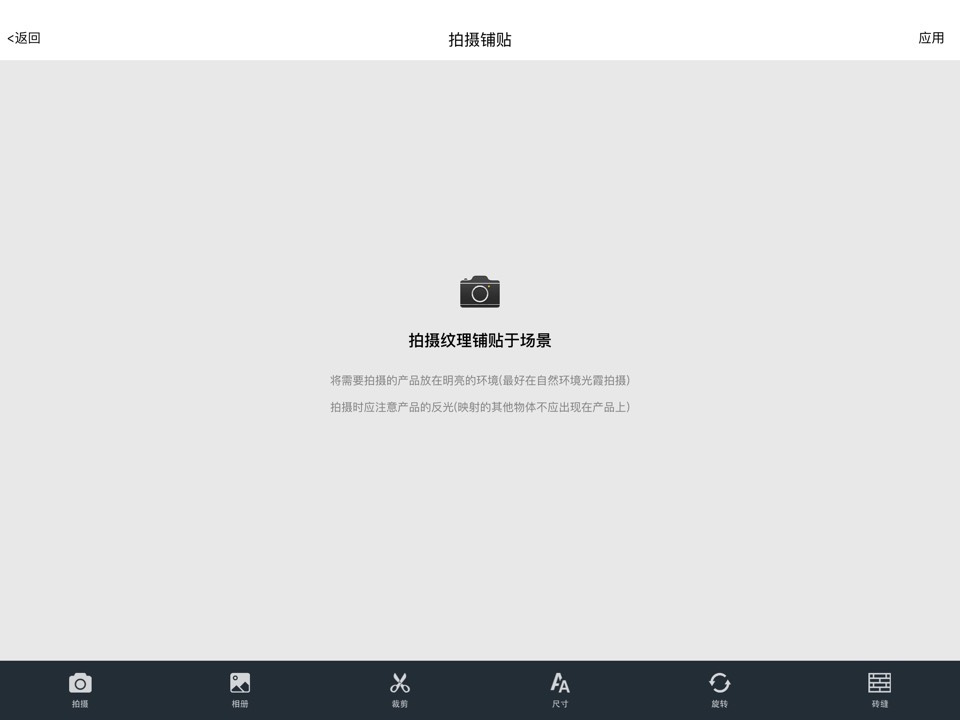 <返回
拍摄铺贴
应用
拍摄纹理铺贴于场景
将需要拍摄的产品放在明亮的环境(最好在自然环境光霞拍摄)
拍摄时应注意产品的反光(映射的其他物体不应出现在产品上)
拍摄
相册
裁剪
尺寸
旋转
砖缝